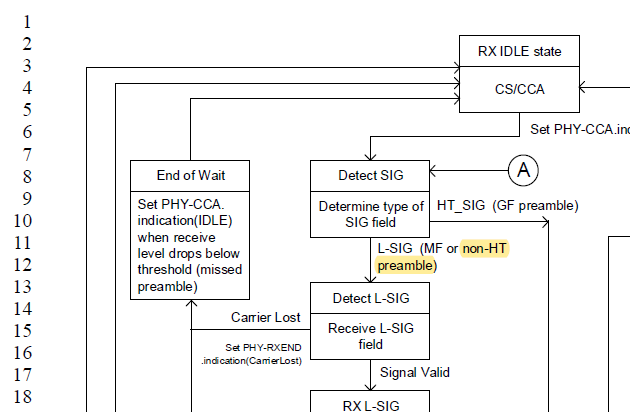 1
2
3
4
5
6
7
8
9
10
11
12
13
14
15
16
17
18
RX IDLE state
CS/CCA
Set PHY-CCA.in
End of Wait
Set PHY-CCA.
indication(IDLE)
when receive
level drops below
threshold (missed
preamble)
Detect SIG
Determine type of
SIG field
A
HT_SIG (GF preamble)
L-SIG (MF or non-HT
preamble)
Detect L-SIG
Receive L-SIG
field
Carrier Lost
Set PHY-RXEND
.indication(CarrierLost)
Signal Valid
RX L-SIG